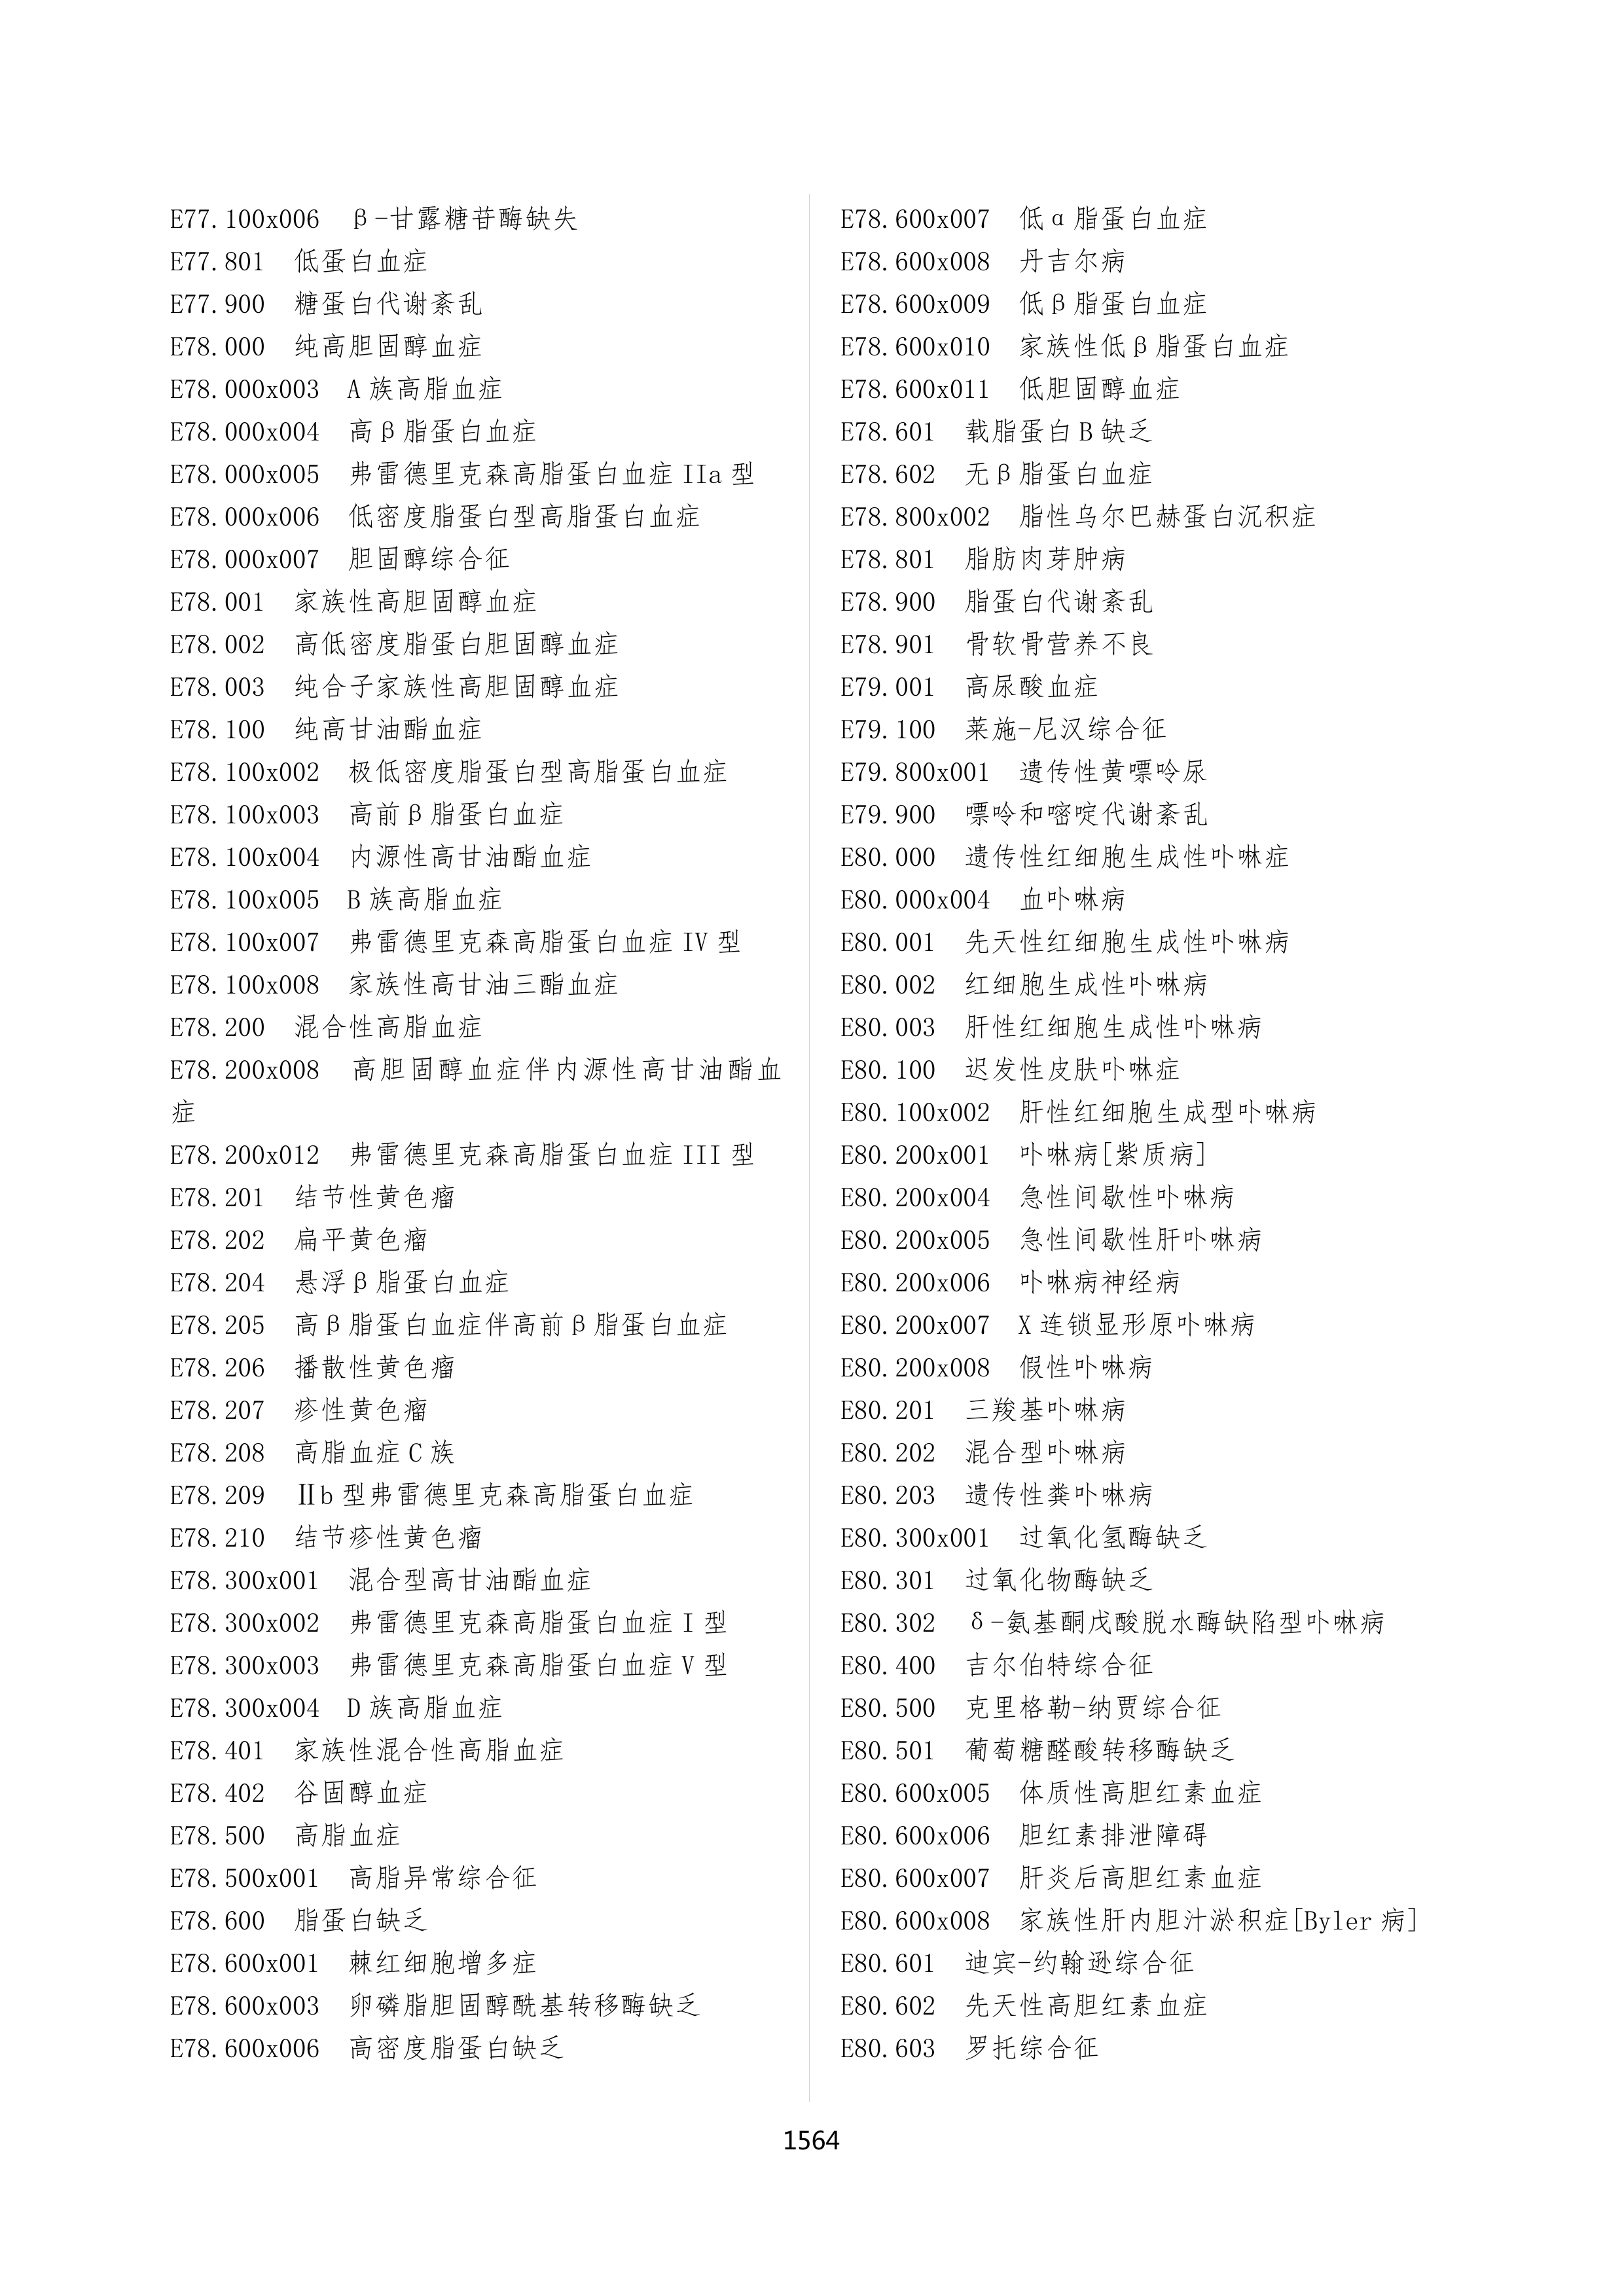 E77.100x006 β-甘露糖苷酶缺失
E77.801 低蛋白血症
E77.900 糖蛋白代谢紊乱
E78.000 纯高胆固醇血症
E78.000x003 A族高脂血症
E78.000x004 高β脂蛋白血症
E78.000x005 弗雷德里克森高脂蛋白血症IIa型
E78.000x006 低密度脂蛋白型高脂蛋白血症
E78.000x007 胆固醇综合征
E78.001 家族性高胆固醇血症
E78.002 高低密度脂蛋白胆固醇血症
E78.003 纯合子家族性高胆固醇血症
E78.100 纯高甘油酯血症
E78.100x002 极低密度脂蛋白型高脂蛋白血症
E78.100x003 高前β脂蛋白血症
E78.100x004 内源性高甘油酯血症
E78.100x005 B族高脂血症
E78.100x007 弗雷德里克森高脂蛋白血症IV型
E78.100x008 家族性高甘油三酯血症
E78.200 混合性高脂血症
E78.200x008 高胆固醇血症伴内源性高甘油酯血
症
E78.200x012 弗雷德里克森高脂蛋白血症III型
E78.201 结节性黄色瘤
E78.202 扁平黄色瘤
E78.204 悬浮β脂蛋白血症
E78.205 高β脂蛋白血症伴高前β脂蛋白血症
E78.206 播散性黄色瘤
E78.207 疹性黄色瘤
E78.208 高脂血症C族
E78.209 Ⅱb型弗雷德里克森高脂蛋白血症
E78.210 结节疹性黄色瘤
E78.300x001 混合型高甘油酯血症
E78.300x002 弗雷德里克森高脂蛋白血症I型
E78.300x003 弗雷德里克森高脂蛋白血症V型
E78.300x004 D族高脂血症
E78.401 家族性混合性高脂血症
E78.402 谷固醇血症
E78.500 高脂血症
E78.500x001 高脂异常综合征
E78.600 脂蛋白缺乏
E78.600x001 棘红细胞增多症
E78.600x003 卵磷脂胆固醇酰基转移酶缺乏
E78.600x006 高密度脂蛋白缺乏
E78.600x007 低α脂蛋白血症
E78.600x008 丹吉尔病
E78.600x009 低β脂蛋白血症
E78.600x010 家族性低β脂蛋白血症
E78.600x011 低胆固醇血症
E78.601 载脂蛋白B缺乏
E78.602 无β脂蛋白血症
E78.800x002 脂性乌尔巴赫蛋白沉积症
E78.801 脂肪肉芽肿病
E78.900 脂蛋白代谢紊乱
E78.901 骨软骨营养不良
E79.001 高尿酸血症
E79.100 莱施-尼汉综合征
E79.800x001 遗传性黄嘌呤尿
E79.900 嘌呤和嘧啶代谢紊乱
E80.000 遗传性红细胞生成性卟啉症
E80.000x004 血卟啉病
E80.001 先天性红细胞生成性卟啉病
E80.002 红细胞生成性卟啉病
E80.003 肝性红细胞生成性卟啉病
E80.100 迟发性皮肤卟啉症
E80.100x002 肝性红细胞生成型卟啉病
E80.200x001 卟啉病[紫质病]
E80.200x004 急性间歇性卟啉病
E80.200x005 急性间歇性肝卟啉病
E80.200x006 卟啉病神经病
E80.200x007 X连锁显形原卟啉病
E80.200x008 假性卟啉病
E80.201 三羧基卟啉病
E80.202 混合型卟啉病
E80.203 遗传性粪卟啉病
E80.300x001 过氧化氢酶缺乏
E80.301 过氧化物酶缺乏
E80.302 δ-氨基酮戊酸脱水酶缺陷型卟啉病
E80.400 吉尔伯特综合征
E80.500 克里格勒-纳贾综合征
E80.501 葡萄糖醛酸转移酶缺乏
E80.600x005 体质性高胆红素血症
E80.600x006 胆红素排泄障碍
E80.600x007 肝炎后高胆红素血症
E80.600x008 家族性肝内胆汁淤积症[Byler病]
E80.601 迪宾-约翰逊综合征
E80.602 先天性高胆红素血症
E80.603 罗托综合征
1564